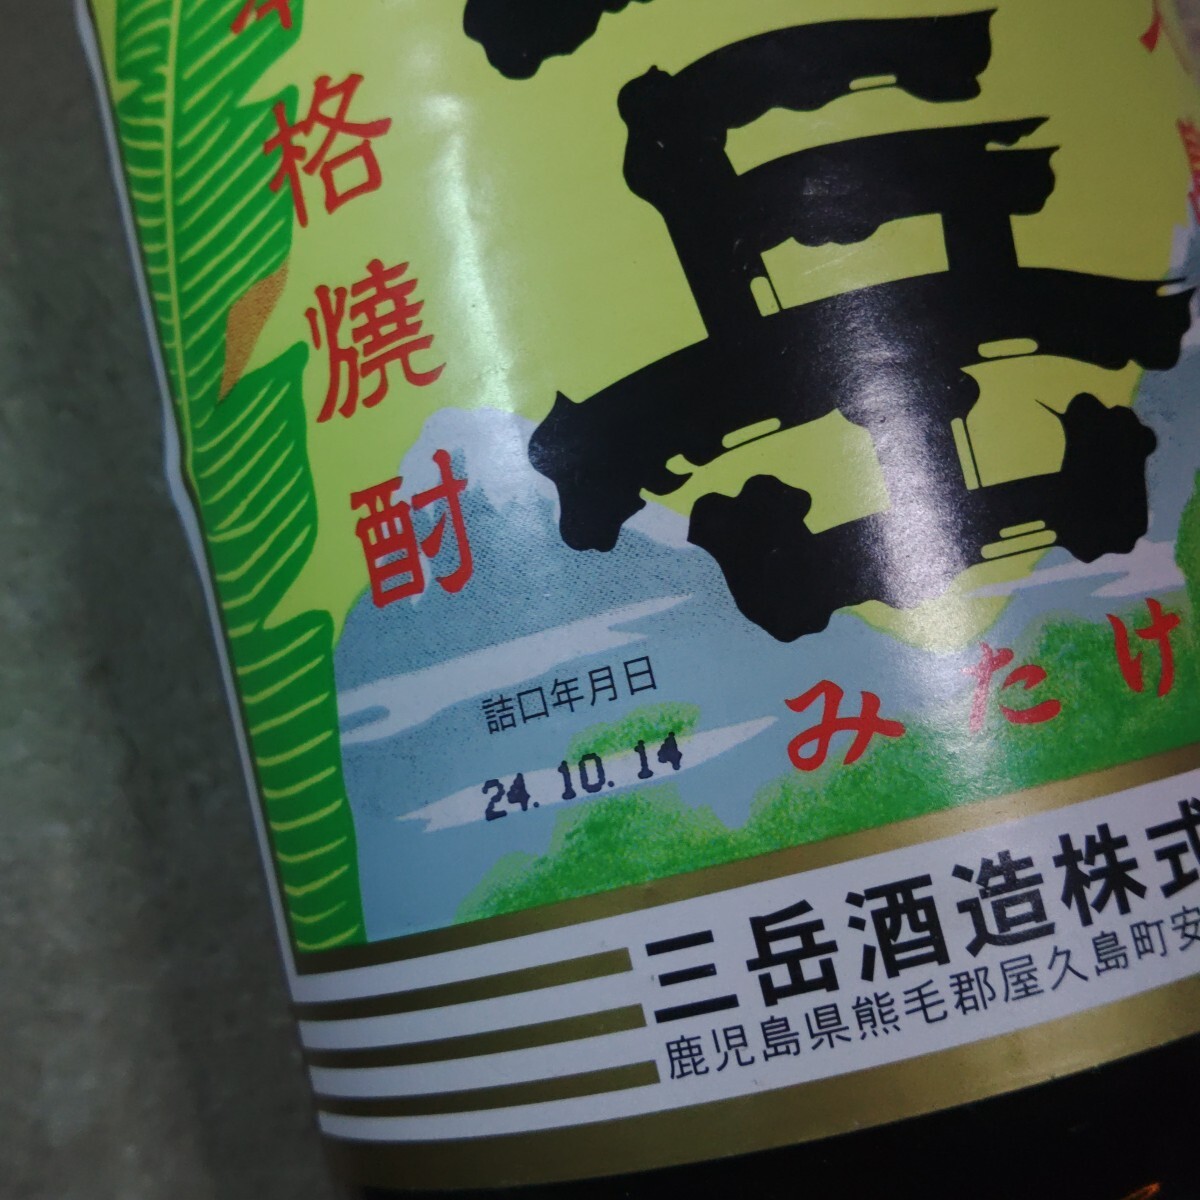 格燒酎
岳
みたけ
詰口年月日
24.10.14
三岳酒造株式
鹿児島県熊毛郡屋久島町安